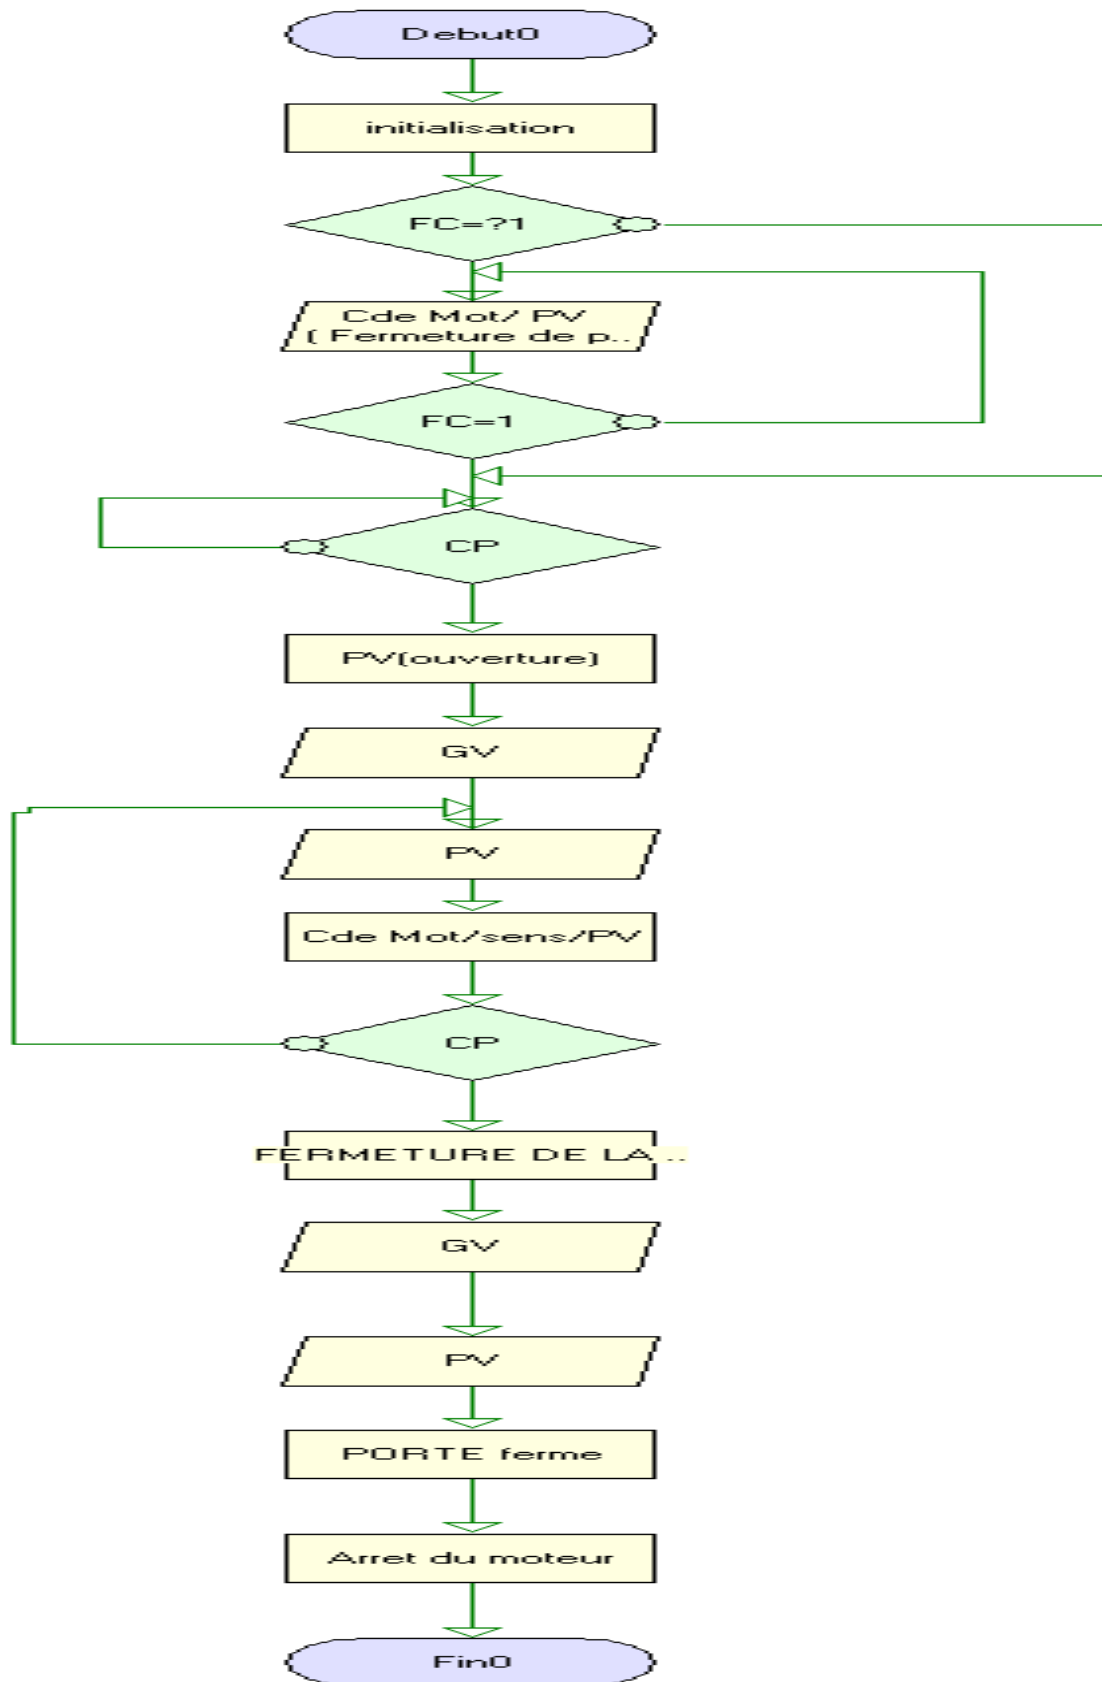 Debut0
initialisation
FC=?1
Cde Mot/ PV
( Fermeture de p..
FC=1
CP
PV(ouverture)
GV
PV
Cde Mot/sens/PV
CP
FERMETURE DE LA ..
GV
PV
PORTE ferme
Arret du moteur
Fin0